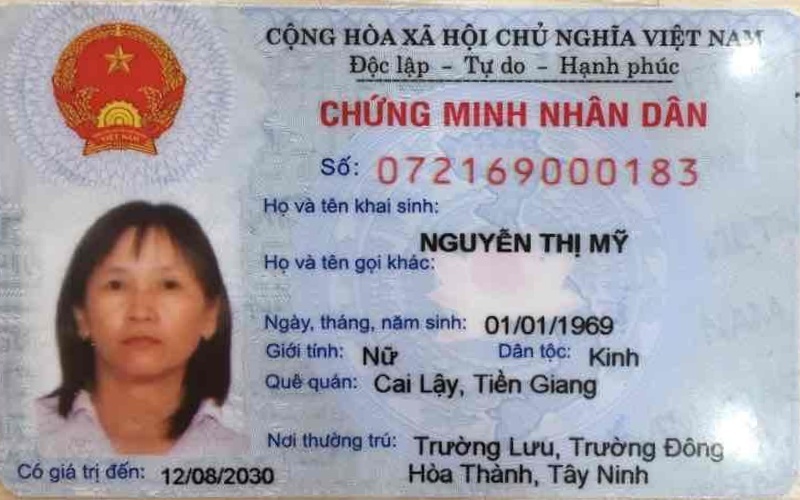 CỘNG HÒA XÃ HỘI CHỦ NGHĨA VIỆT NAM
Độc lập - Tự do - Hạnh phúc
CHỨNG MINH NHÂN DÂN
Số: 072169000183
Họ và tên khai sinh:
NGUYỄN THỊ MỸ
Họ và tên gọi khác:
Ngày, tháng, năm sinh: 01/01/1969
Giới tính: Nữ Dân tộc: Kinh
Quê quán: Cai Lậy, Tiền Giang
Nơi thường trú: Trường Lưu, Trường Đông
Hòa Thành, Tây Ninh
Có giá trị đến: 12/08/2030
VIỆT NAM